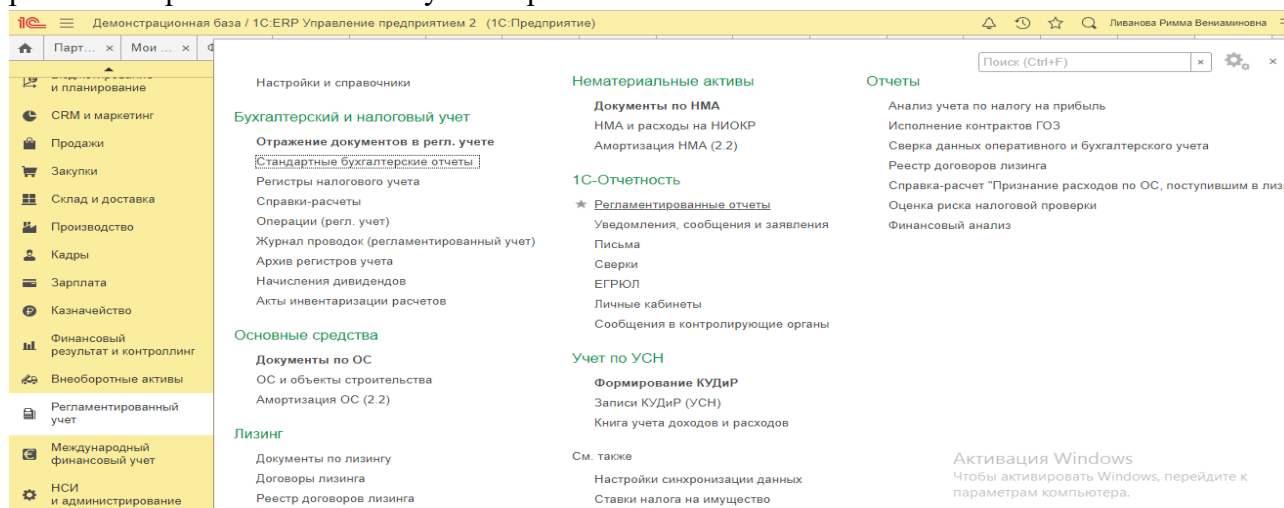 1С Демонстрационная база / 1C:ERP Управление предприятием 2 (1С:Предприятие) Ливанова Римма Вениаминовна
Парт... × Мои ... ×
и планирование
CRM и маркетинг
Продажи
Закупки
Склад и доставка
Производство
Кадры
Зарплата
Казначейство
Финансовый
результат и контроллинг
Внеоборотные активы
Регламентированный
учет
Международный
финансовый учет
НСИ
и администрирование
Поиск (Ctrl+F) ×
×
Настройки и справочники
Бухгалтерский и налоговый учет
Отражение документов в регл. учете
Стандартные бухгалтерские отчеты
Регистры налогового учета
Справки-расчеты
Операции (регл. учет)
Журнал проводок (регламентированный учет)
Архив регистров учета
Начисления дивидендов
Акты инвентаризации расчетов
Основные средства
Документы по ОС
ОС и объекты строительства
Амортизация ОС (2.2)
Лизинг
Документы по лизингу
Договоры лизинга
Реестр договоров лизинга
Нематериальные активы
Документы по НМА
НМА и расходы на НИОКР
Амортизация НМА (2.2)
1С-Отчетность
Регламентированные отчеты
Уведомления, сообщения и заявления
Письма
Сверки
ЕГРЮЛ
Личные кабинеты
Сообщения в контролирующие органы
Учет по УСН
Формирование КУДиР
Записи КУДиР (УСН)
Книга учета доходов и расходов
См. также
Настройки синхронизации данных
Ставки налога на имущество
Отчеты
Анализ учета по налогу на прибыль
Исполнение контрактов ГОЗ
Сверка данных оперативного и бухгалтерского учета
Реестр договоров лизинга
Справка-расчет "Признание расходов по ОС, поступившим в лиз
Оценка риска налоговой проверки
Финансовый анализ
Активация Windows
Чтобы активировать Windows, перейдите к
параметрам компьютера.